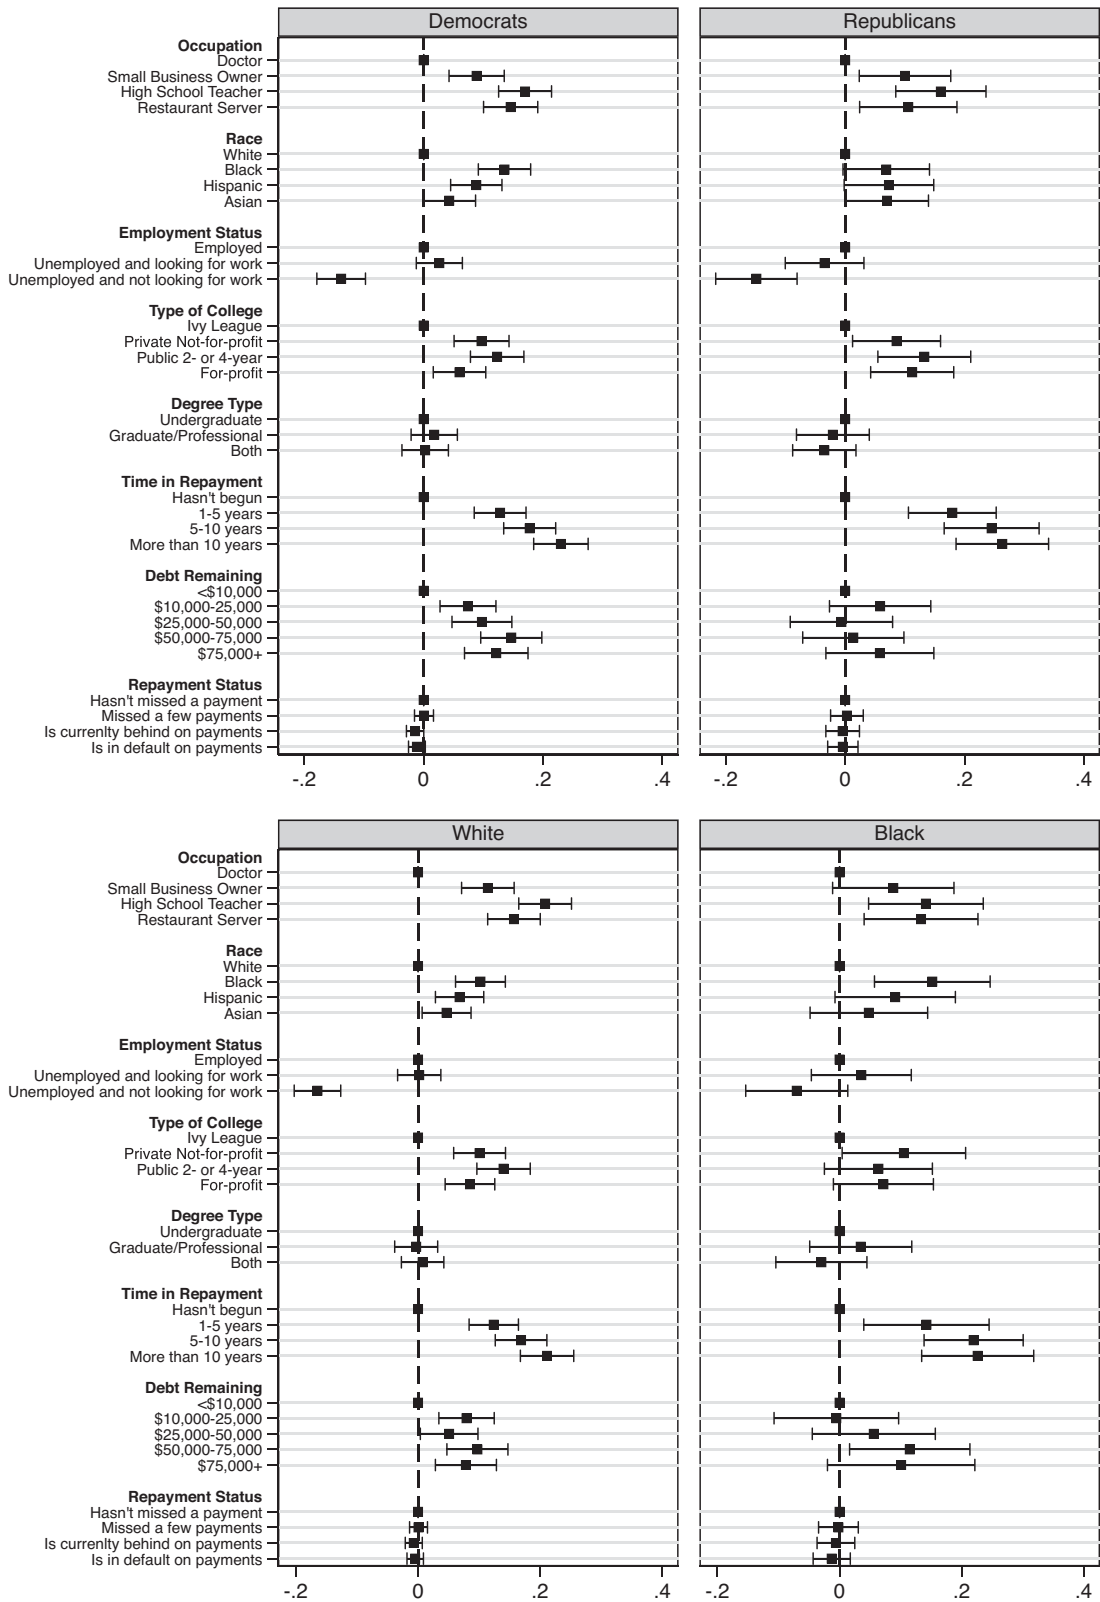 Democrats
Republicans
Occupation
Doctor
Small Business Owner
High School Teacher
Restaurant Server
Race
White
Black
Hispanic
Asian
Employment Status
Employed
Unemployed and looking for work
Unemployed and not looking for work
Type of College
Ivy League
Private Not-for-profit
Public 2- or 4-year
For-profit
Degree Type
Undergraduate
Graduate/Professional
Both
Time in Repayment
Hasn't begun
1-5 years
5-10 years
More than 10 years
Debt Remaining
<$10,000
$10,000-25,000
$25,000-50,000
$50,000-75,000
$75,000+
Repayment Status
Hasn't missed a payment
Missed a few payments
Is currenlty behind on payments
Is in default on payments
-.2 0 .2 .4
-.2 0 .2 .4
White
Black
Occupation
Doctor
Small Business Owner
High School Teacher
Restaurant Server
Race
White
Black
Hispanic
Asian
Employment Status
Employed
Unemployed and looking for work
Unemployed and not looking for work
Type of College
Ivy League
Private Not-for-profit
Public 2- or 4-year
For-profit
Degree Type
Undergraduate
Graduate/Professional
Both
Time in Repayment
Hasn't begun
1-5 years
5-10 years
More than 10 years
Debt Remaining
<$10,000
$10,000-25,000
$25,000-50,000
$50,000-75,000
$75,000+
Repayment Status
Hasn't missed a payment
Missed a few payments
Is currenlty behind on payments
Is in default on payments
-.2 0 .2 .4
-.2 0 .2 .4